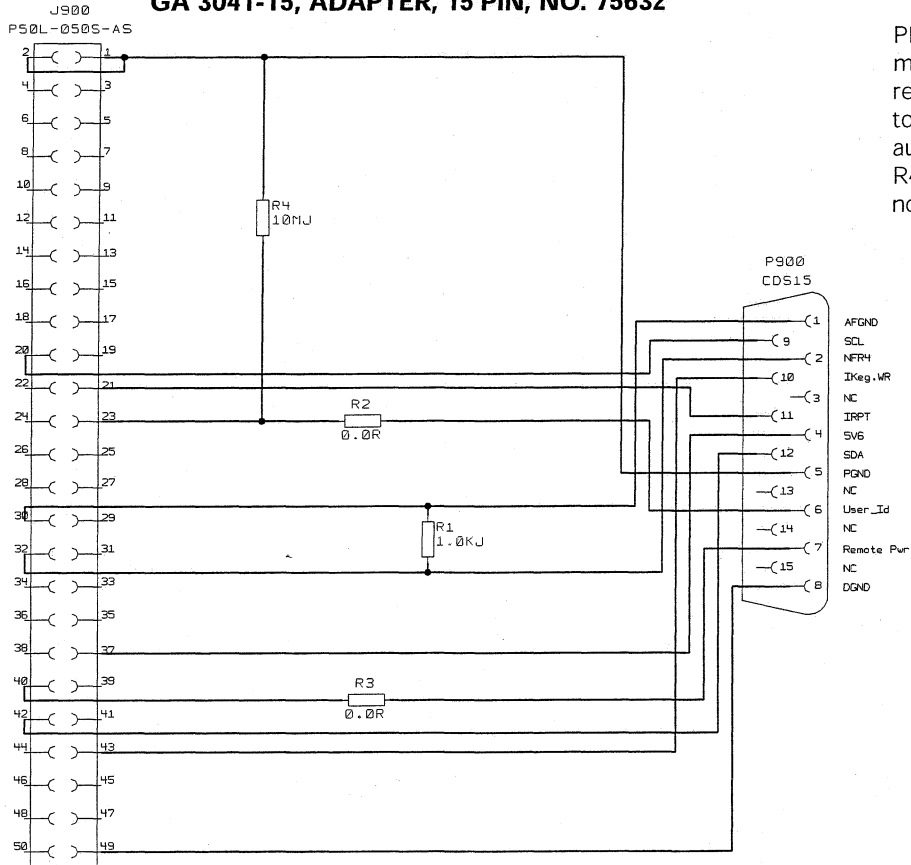 GA 3041-15, ADAPTER, 15 PIN, NO. 75632
J900
P50L-050S-AS
2 1
4 3
6 5
8 7
10 9
12 11
14 13
16 15
18 17
20 19
22 21
24 23
26 25
28 27
30 29
32 31
34 33
36 35
38 37
40 39
42 41
44 43
46 45
48 47
50 49
R4
10MJ
R2
0.0R
R1
1.0KJ
R3
0.0R
P900
CDS15
1 AFGND
9 SCL
2 NFR4
10 IKeg.WR
3 NC
11 IRPT
4 5V6
12 SDA
5 PGND
13 NC
6 User_Id
14 NC
7 Remote Pwr
15 NC
8 DGND
R4